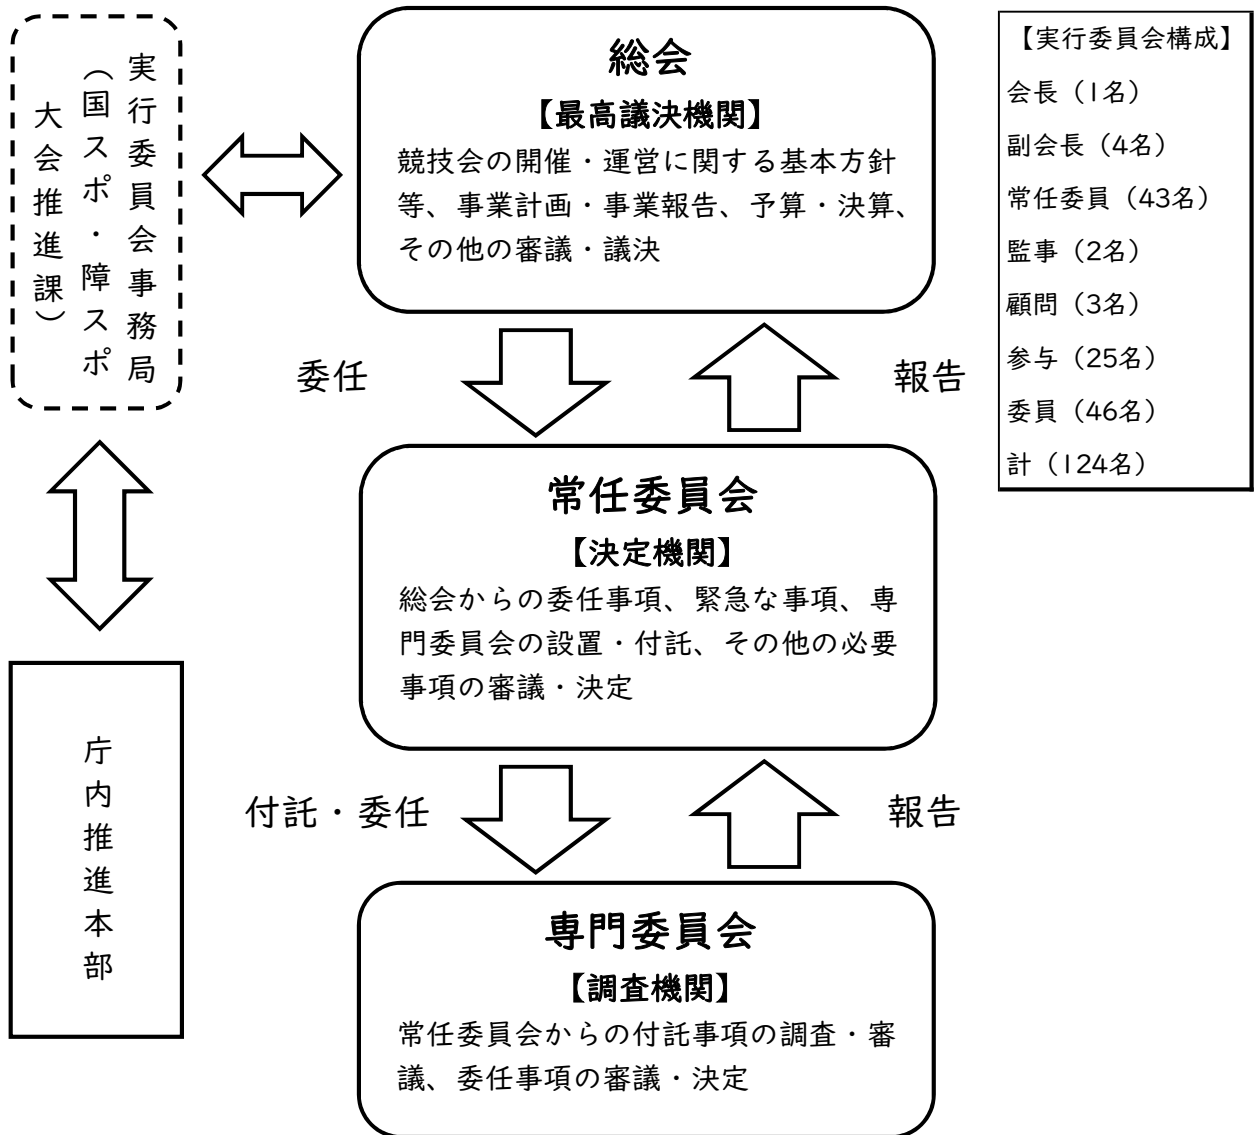 実行委員会事務局
（国スポ・障スポ
大会推進課）
総会
【最高議決機関】
競技会の開催・運営に関する基本方針
等、事業計画・事業報告、予算・決算、
その他の審議・議決
【実行委員会構成】
会長（1名）
副会長（4名）
常任委員（43名）
監事（2名）
顧問（3名）
参与（25名）
委員（46名）
計（124名）
委任
報告
常任委員会
【決定機関】
総会からの委任事項、緊急な事項、専
門委員会の設置・付託、その他の必要
事項の審議・決定
庁内推進本部
付託・委任
報告
専門委員会
【調査機関】
常任委員会からの付託事項の調査・審
議、委任事項の審議・決定